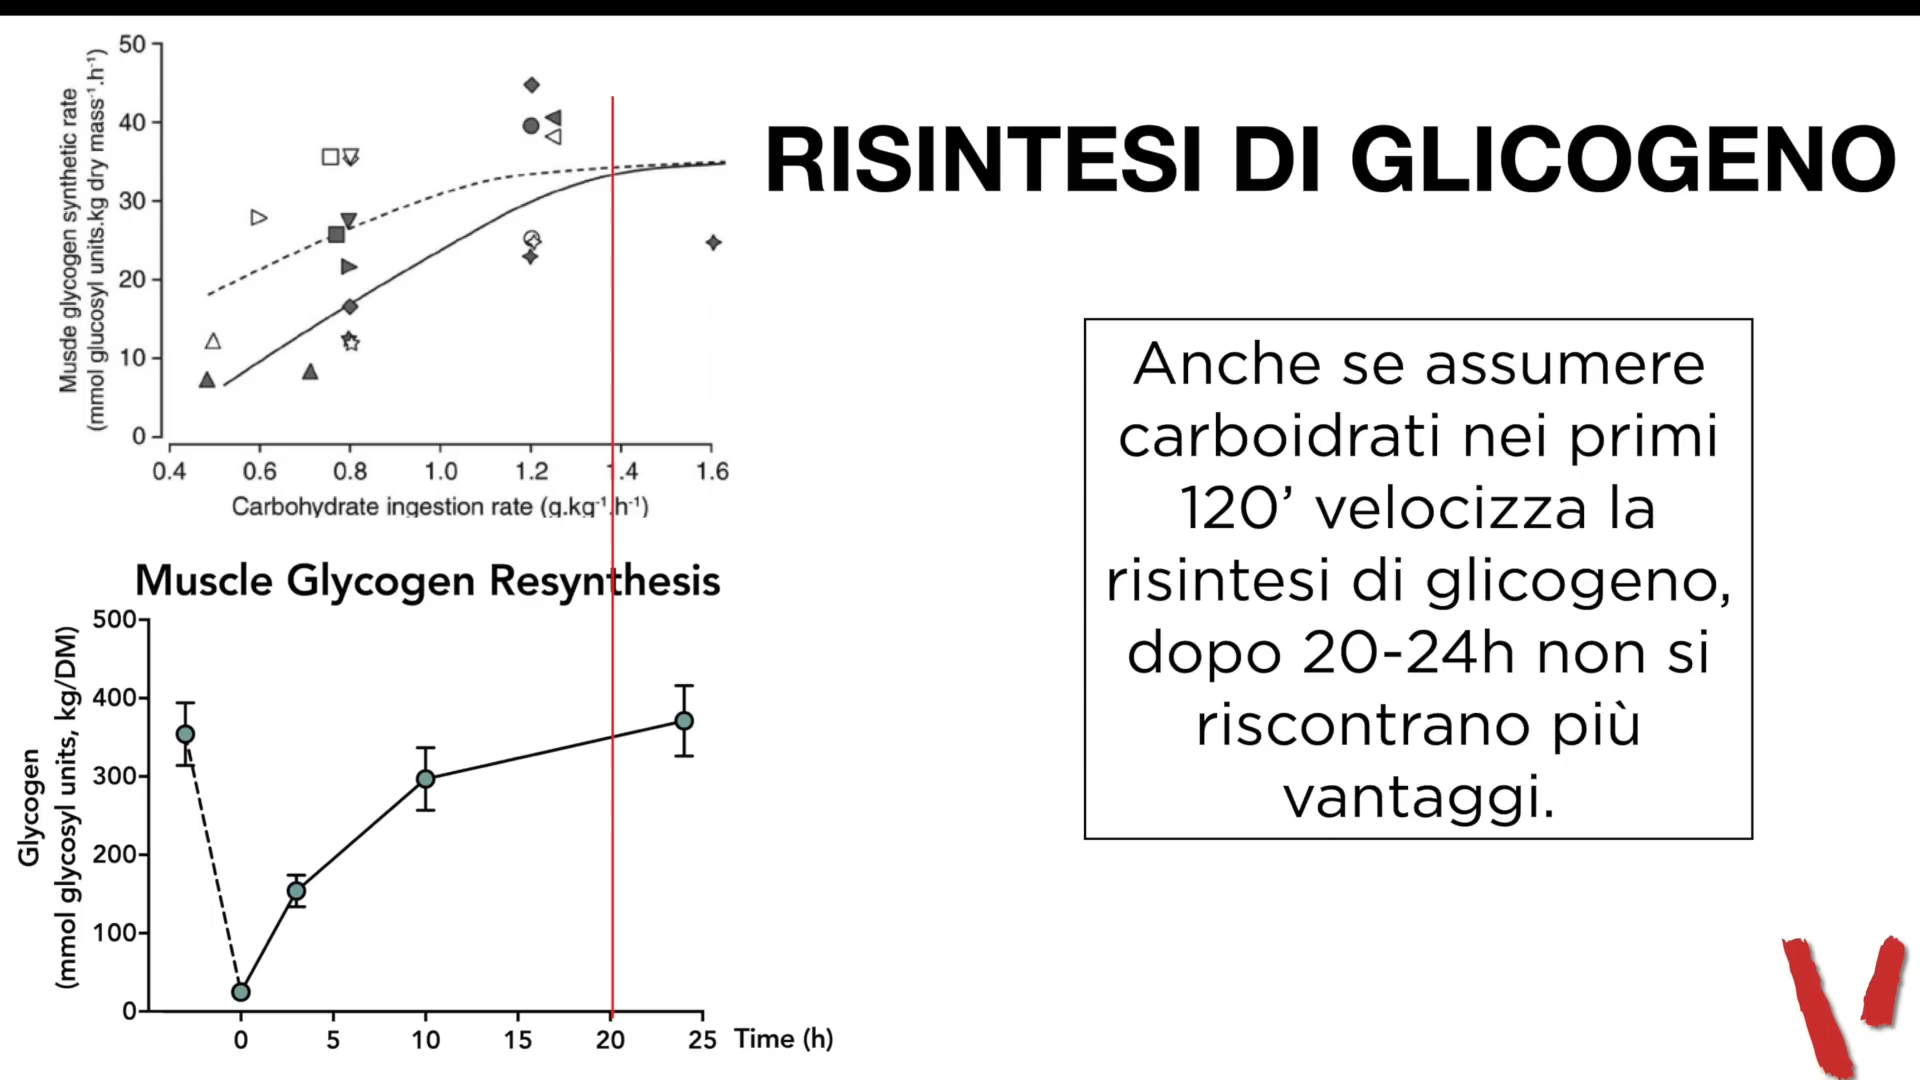 RISINTESI DI GLICOGENO
50
40
30
20
10
0
Musde glycogen synthetic rate
(mmol glucosyl units.kg dry mass⁻¹.h⁻¹)
0.4 0.6 0.8 1.0 1.2 1.4 1.6
Carbohydrate ingestion rate (g.kg⁻¹.h⁻¹)
Muscle Glycogen Resynthesis
500
400
300
200
100
0
Glycogen
(mmol glycosyl units, kg/DM)
0 5 10 15 20 25 Time (h)
Anche se assumere
carboidrati nei primi
120’ velocizza la
risintesi di glicogeno,
dopo 20-24h non si
riscontrano più
vantaggi.